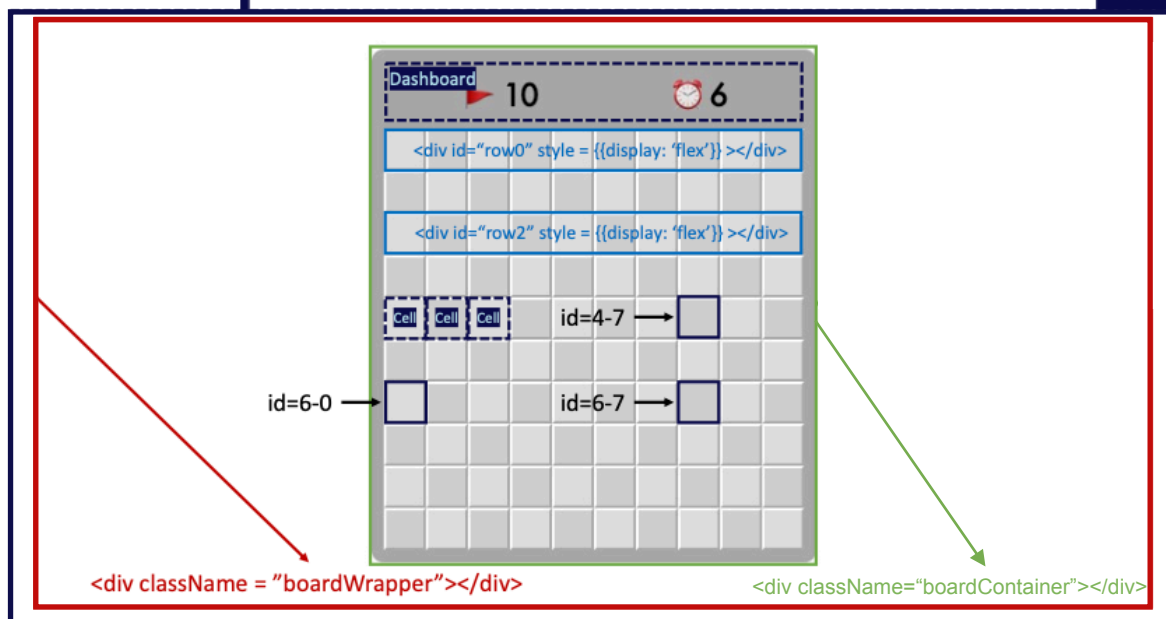 Dashboard
10
6
<div id=“row0” style = {{display: ‘flex’}} ></div>
<div id=“row2” style = {{display: ‘flex’}} ></div>
Cell Cell Cell
id=4-7
id=6-0
id=6-7
<div className = ”boardWrapper”></div>
<div className=“boardContainer”></div>